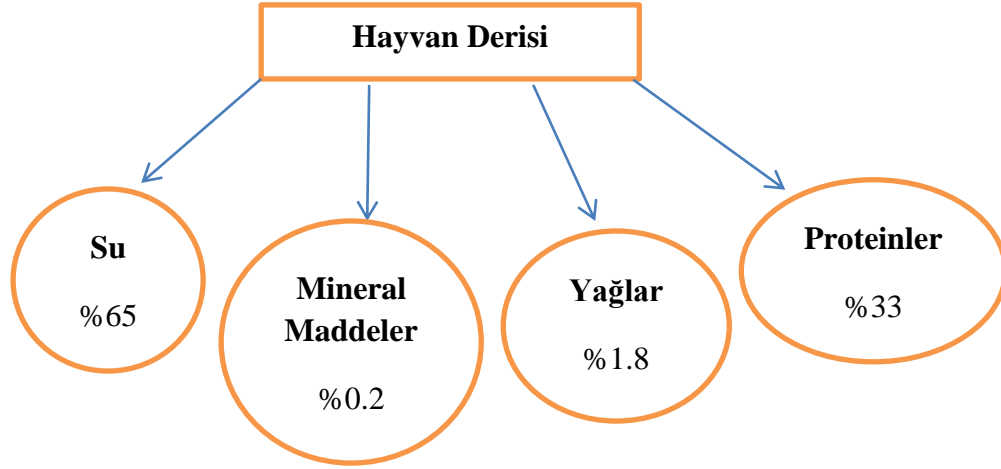 Hayvan Derisi
Su
%65
Mineral
Maddeler
%0.2
Yağlar
%1.8
Proteinler
%33